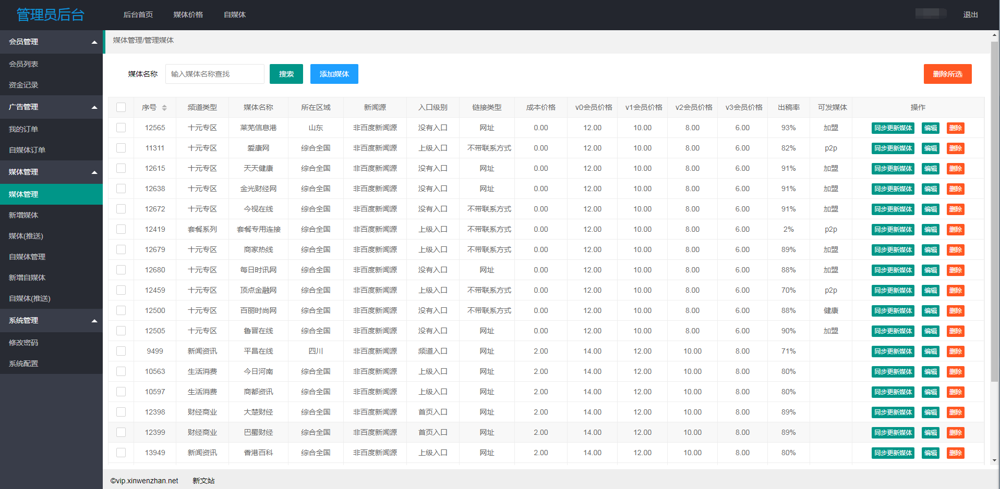 管理员后台 后台首页 媒体价格 自媒体 退出
会员管理
会员列表
资金记录
广告管理
我的订单
自媒体订单
媒体管理
媒体管理
新增媒体
媒体(推送)
自媒体管理
新增自媒体
自媒体(推送)
系统管理
修改密码
系统配置
媒体管理/管理媒体
媒体名称 输入媒体名称查找 搜索 添加媒体 删除所选
序号 频道类型 媒体名称 所在区域 新闻源 入口级别 链接类型 成本价格 v0会员价格 v1会员价格 v2会员价格 v3会员价格 出稿率 可发媒体 操作
12565 十元专区 莱芜信息港 山东 非百度新闻源 没有入口 网址 0.00 12.00 10.00 8.00 6.00 93% 加盟 同步更新媒体 编辑 删除
11311 十元专区 爱康网 综合全国 非百度新闻源 上级入口 不带联系方式 0.00 12.00 10.00 8.00 6.00 82% p2p 同步更新媒体 编辑 删除
12615 十元专区 天天健康 综合全国 非百度新闻源 没有入口 网址 0.00 12.00 10.00 8.00 6.00 91% 加盟 同步更新媒体 编辑 删除
12638 十元专区 金光财经网 综合全国 非百度新闻源 没有入口 网址 0.00 12.00 10.00 8.00 6.00 91% 加盟 同步更新媒体 编辑 删除
12672 十元专区 今视在线 综合全国 非百度新闻源 没有入口 不带联系方式 0.00 12.00 10.00 8.00 6.00 91% 加盟 同步更新媒体 编辑 删除
12419 套餐系列 套餐专用连接 综合全国 非百度新闻源 上级入口 不带联系方式 0.00 12.00 10.00 8.00 6.00 2% p2p 同步更新媒体 编辑 删除
12679 十元专区 商家热线 综合全国 非百度新闻源 上级入口 不带联系方式 0.00 12.00 10.00 8.00 6.00 89% 加盟 同步更新媒体 编辑 删除
12680 十元专区 每日时讯网 综合全国 非百度新闻源 没有入口 网址 0.00 12.00 10.00 8.00 6.00 88% 加盟 同步更新媒体 编辑 删除
12459 十元专区 顶点金融网 综合全国 非百度新闻源 上级入口 不带联系方式 0.00 12.00 10.00 8.00 6.00 70% p2p 同步更新媒体 编辑 删除
12500 十元专区 百丽时尚网 综合全国 非百度新闻源 没有入口 不带联系方式 0.00 12.00 10.00 8.00 6.00 88% 健康 同步更新媒体 编辑 删除
12505 十元专区 鲁晋在线 综合全国 非百度新闻源 没有入口 网址 0.00 12.00 10.00 8.00 6.00 90% 加盟 同步更新媒体 编辑 删除
9499 新闻资讯 平昌在线 四川 非百度新闻源 频道入口 网址 2.00 14.00 12.00 10.00 8.00 71% 同步更新媒体 编辑 删除
10563 生活消费 今日河南 综合全国 非百度新闻源 上级入口 网址 2.00 14.00 12.00 10.00 8.00 80% 同步更新媒体 编辑 删除
10597 生活消费 商都资讯 综合全国 非百度新闻源 上级入口 网址 2.00 14.00 12.00 10.00 8.00 80% 同步更新媒体 编辑 删除
12398 财经商业 大楚财经 综合全国 非百度新闻源 首页入口 网址 2.00 14.00 12.00 10.00 8.00 89% 同步更新媒体 编辑 删除
12399 财经商业 巴蜀财经 综合全国 非百度新闻源 首页入口 网址 2.00 14.00 12.00 10.00 8.00 89% 同步更新媒体 编辑 删除
13949 新闻资讯 香港百科 综合全国 非百度新闻源 上级入口 网址 2.00 14.00 12.00 10.00 8.00 80% 同步更新媒体 编辑 删除
©vip.xinwenzhan.net 新文站